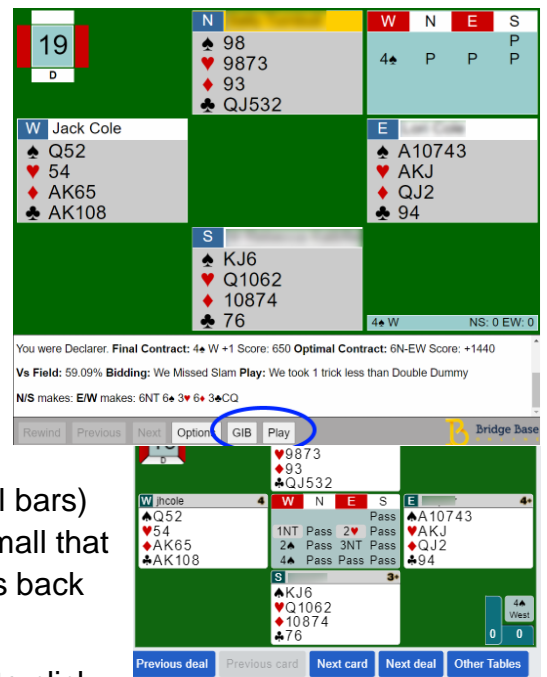 19
D
N
♠ 98
♥ 9873
♦ 93
♣ QJ532
W N E S
P
4♠ P P P
W Jack Cole
♠ Q52
♥ 54
♦ AK65
♣ AK108
E
♠ A10743
♥ AKJ
♦ QJ2
♣ 94
S
♠ KJ6
♥ Q1062
♦ 10874
♣ 76
4♠ W NS: 0 EW: 0
You were Declarer. Final Contract: 4♠ W +1 Score: 650 Optimal Contract: 6N-EW Score: +1440
Vs Field: 59.09% Bidding: We Missed Slam Play: We took 1 trick less than Double Dummy
N/S makes: E/W makes: 6NT 6♠ 3♥ 6♦ 3♣CQ
Rewind Previous Next Options GIB Play Bridge Base
♥9873
♦93
♣QJ532
l bars)
mall that
s back
W jhcole 4
♠Q52
♥54
♦AK65
♣AK108
W N E S
Pass
1NT Pass 2♥ Pass
2♠ Pass 3NT Pass
4♠ Pass Pass Pass
E 4+
♠A10743
♥AKJ
♦QJ2
♣94
S 3+
♠KJ6
♥Q1062
♦10874
♣76
4♠
West
0 0
Previous deal Previous card Next card Next deal Other Tables